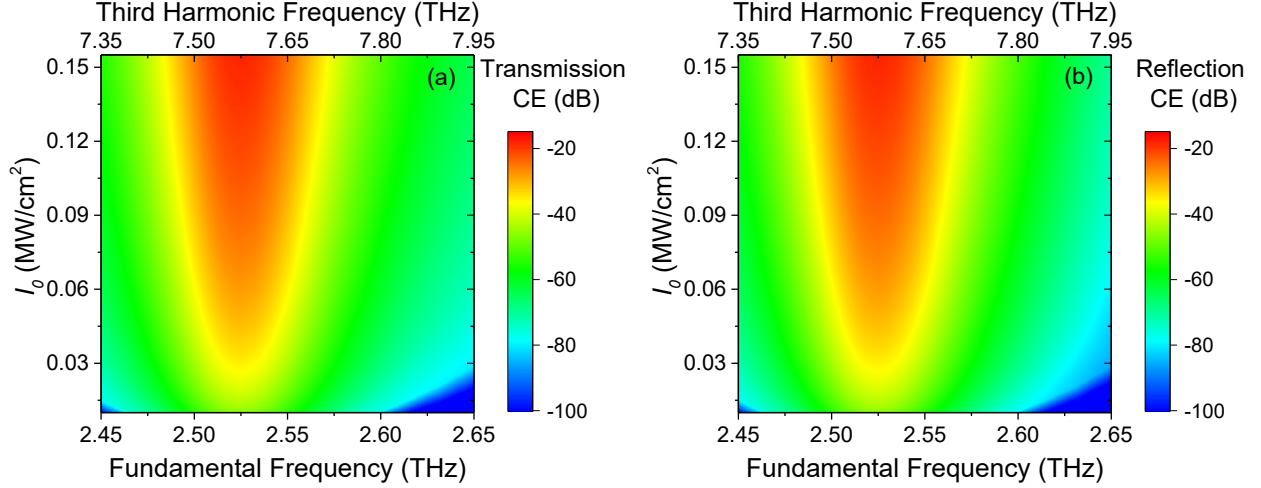 Third Harmonic Frequency (THz)
7.35 7.50 7.65 7.80 7.95
(a)
Transmission
CE (dB)
0.15
0.12
0.09
0.06
0.03
I0 (MW/cm2)
-20
-40
-60
-80
-100
2.45 2.50 2.55 2.60 2.65
Fundamental Frequency (THz)
Third Harmonic Frequency (THz)
7.35 7.50 7.65 7.80 7.95
(b)
Reflection
CE (dB)
0.15
0.12
0.09
0.06
0.03
I0 (MW/cm2)
-20
-40
-60
-80
-100
2.45 2.50 2.55 2.60 2.65
Fundamental Frequency (THz)